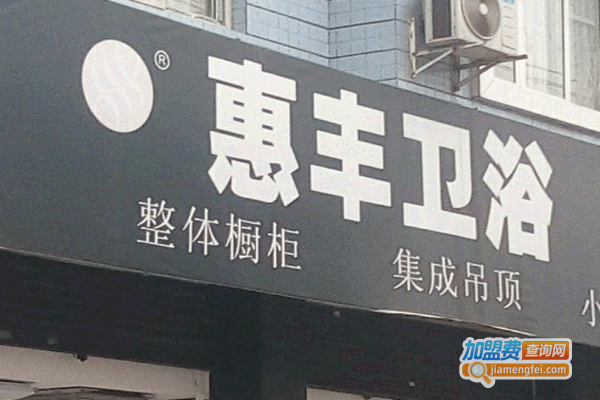 ®
惠丰卫浴
整体橱柜 集成吊顶 小
加盟费查询网
jiamengfei.com